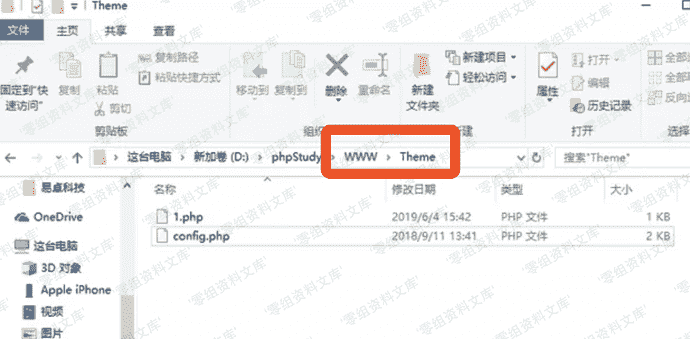 Theme
文件 主页 共享 查看
固定到"快速访问" 复制 粘贴 复制路径 粘贴快捷方式 剪切 移动到 复制到 删除 重命名 新建文件夹 新建项目 轻松访问 属性 打开 编辑 历史记录 全部 全部 反向
剪贴板 组织 新建 打开 选择
这台电脑 新加卷 (D:) phpStudy WWW Theme 搜索"Theme"
易卓科技 名称 修改日期 类型 大小
OneDrive 1.php 2019/6/4 15:42 PHP 文件 1 KB
这台电脑 config.php 2018/9/11 13:41 PHP 文件 2 KB
3D 对象
Apple iPhone
视频
图片
零组资料文库